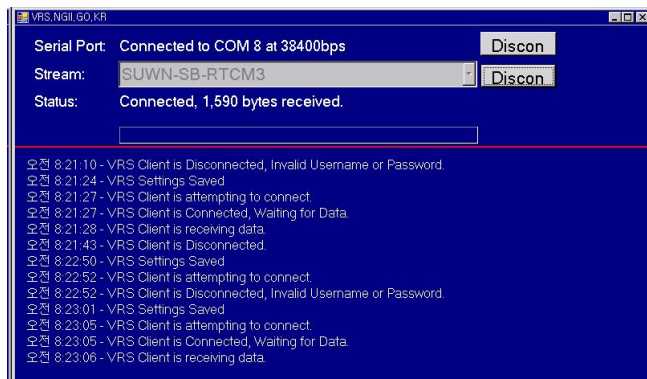 VRS,NGII,GO,KR
Serial Port: Connected to COM 8 at 38400bps Discon
Stream: SUWN-SB-RTCM3 Discon
Status: Connected, 1,590 bytes received.
오전 8:21:10 - VRS Client is Disconnected, Invalid Username or Password.
오전 8:21:24 - VRS Settings Saved
오전 8:21:27 - VRS Client is attempting to connect.
오전 8:21:27 - VRS Client is Connected, Waiting for Data.
오전 8:21:28 - VRS Client is receiving data.
오전 8:21:43 - VRS Client is Disconnected.
오전 8:22:50 - VRS Settings Saved
오전 8:22:52 - VRS Client is attempting to connect.
오전 8:22:52 - VRS Client is Disconnected, Invalid Username or Password.
오전 8:23:01 - VRS Settings Saved
오전 8:23:05 - VRS Client is attempting to connect.
오전 8:23:05 - VRS Client is Connected, Waiting for Data.
오전 8:23:06 - VRS Client is receiving data.